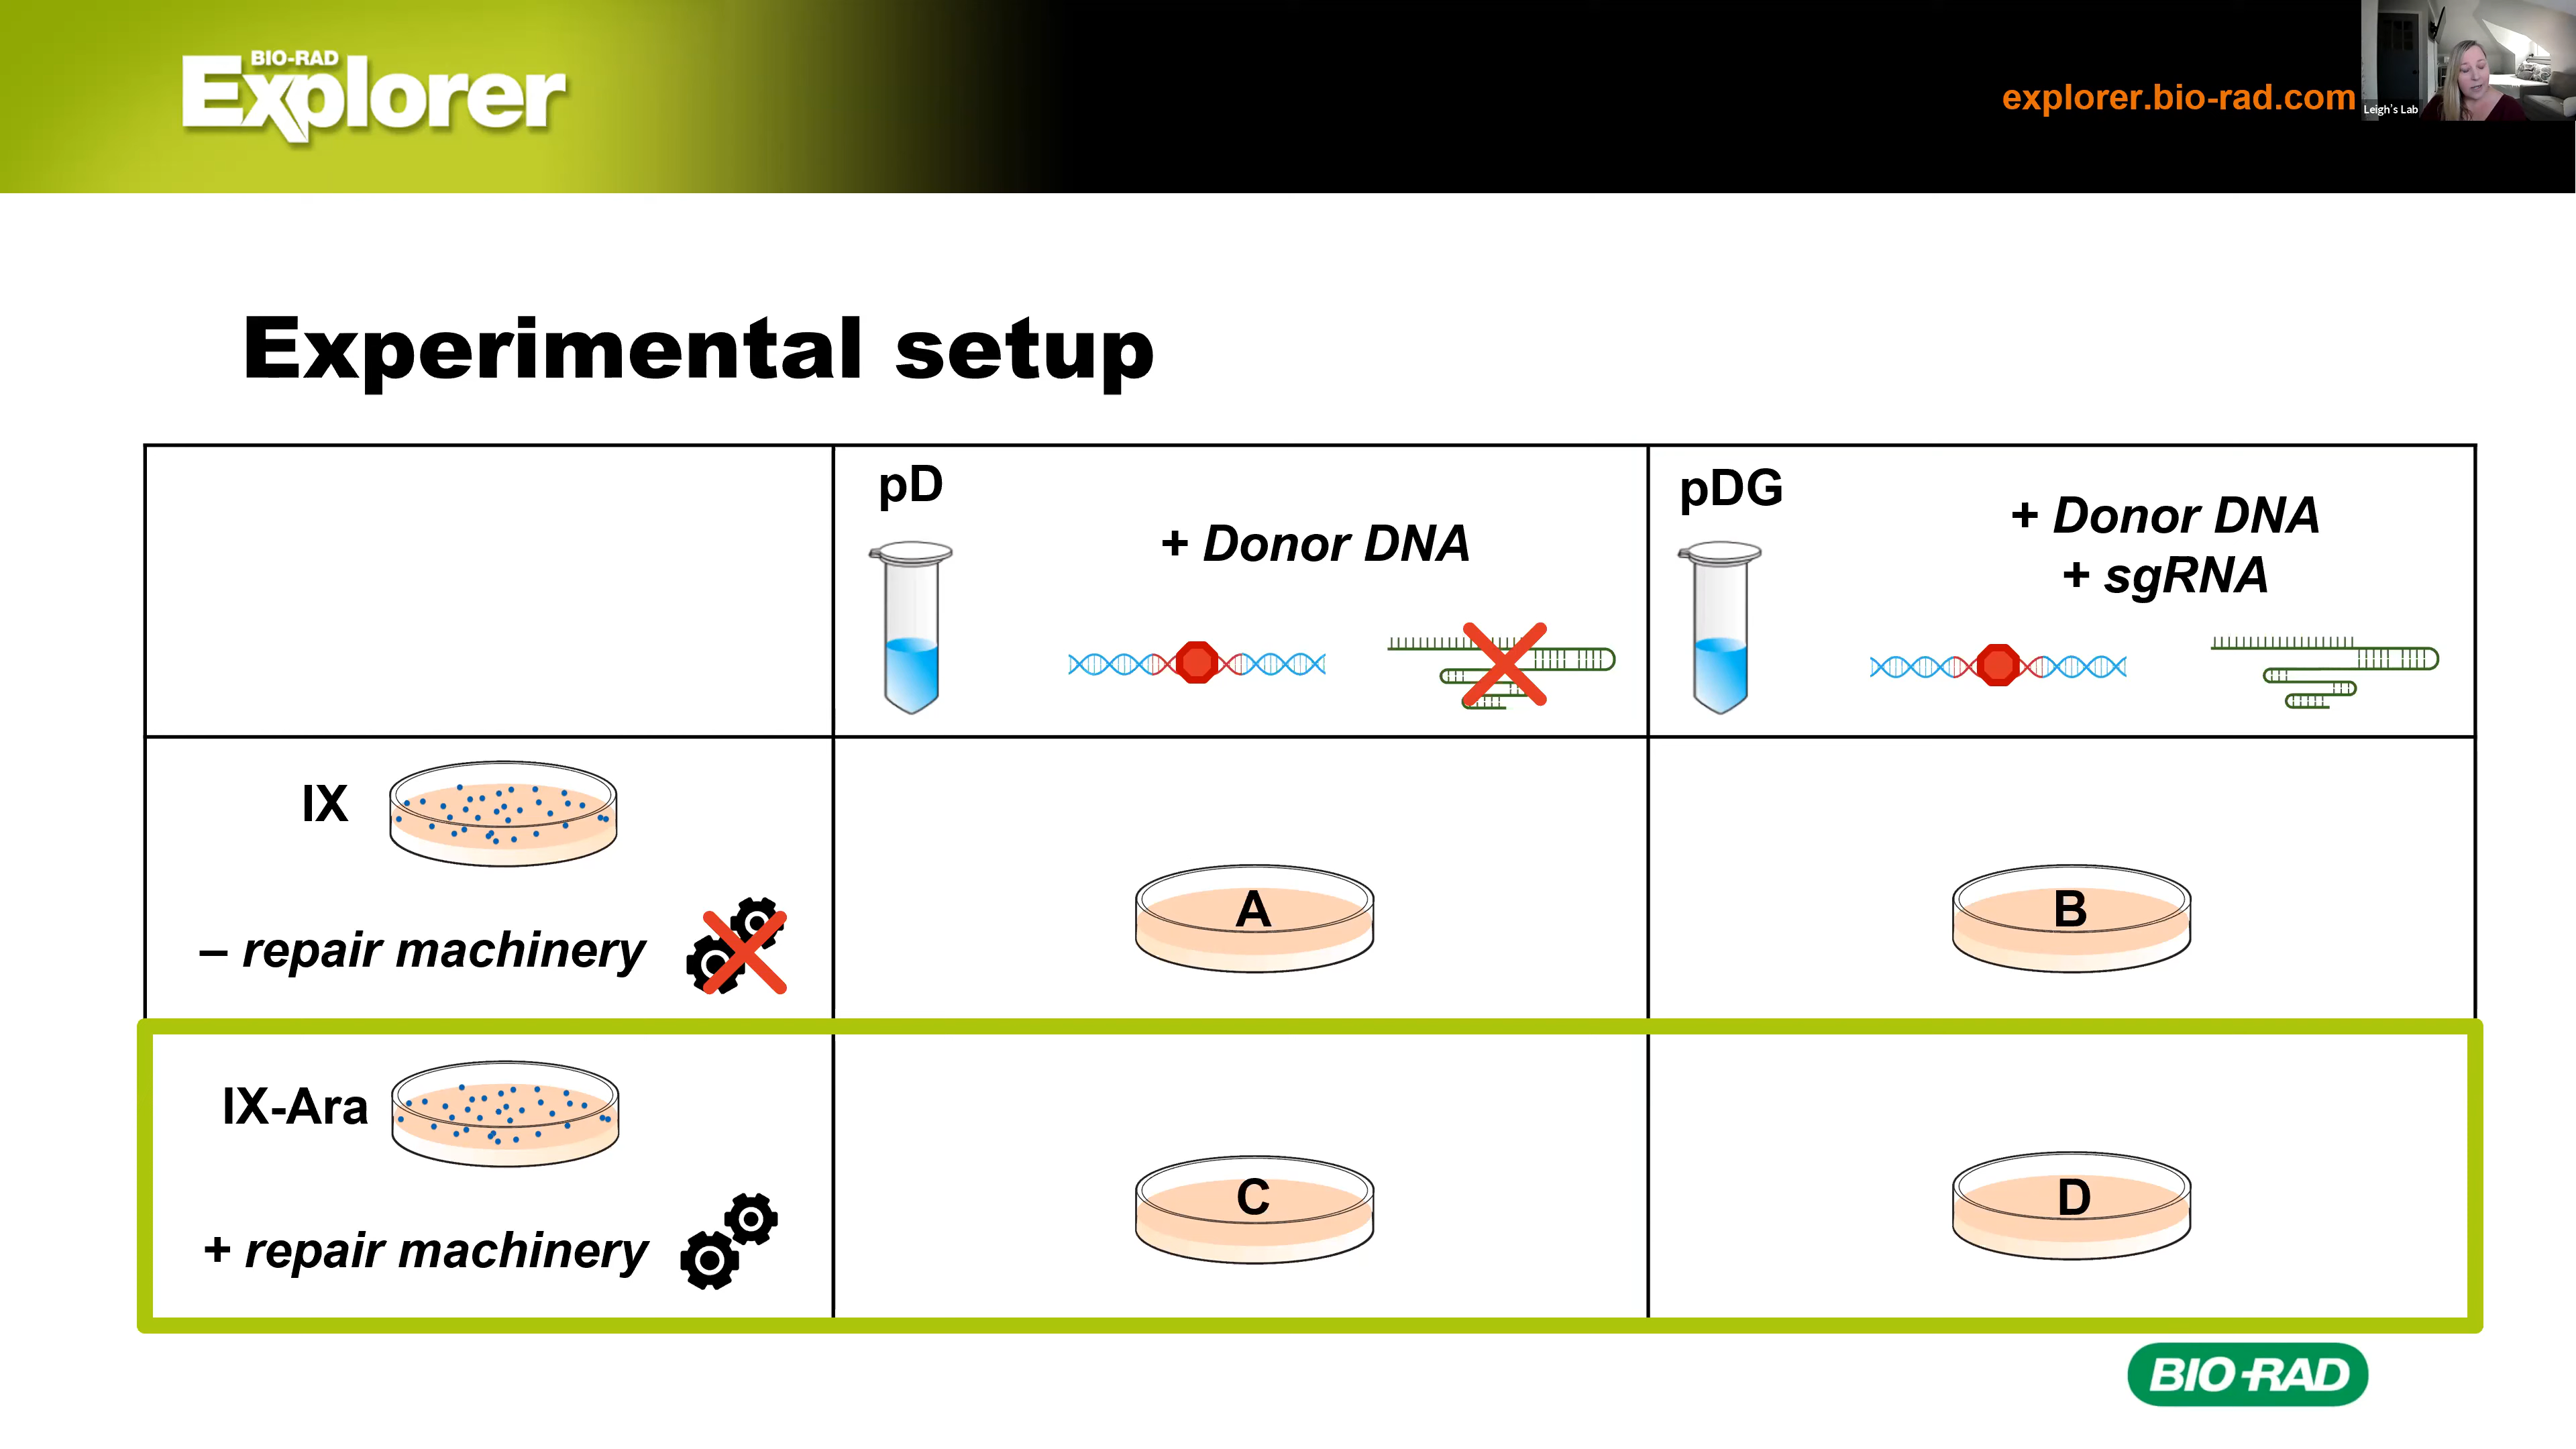 BIO-RAD
Explorer
explorer.bio-rad.com
Leigh's Lab
Experimental setup
pD
+ Donor DNA
pDG
+ Donor DNA
+ sgRNA
IX
– repair machinery
A
B
IX-Ara
+ repair machinery
C
D
BIO-RAD